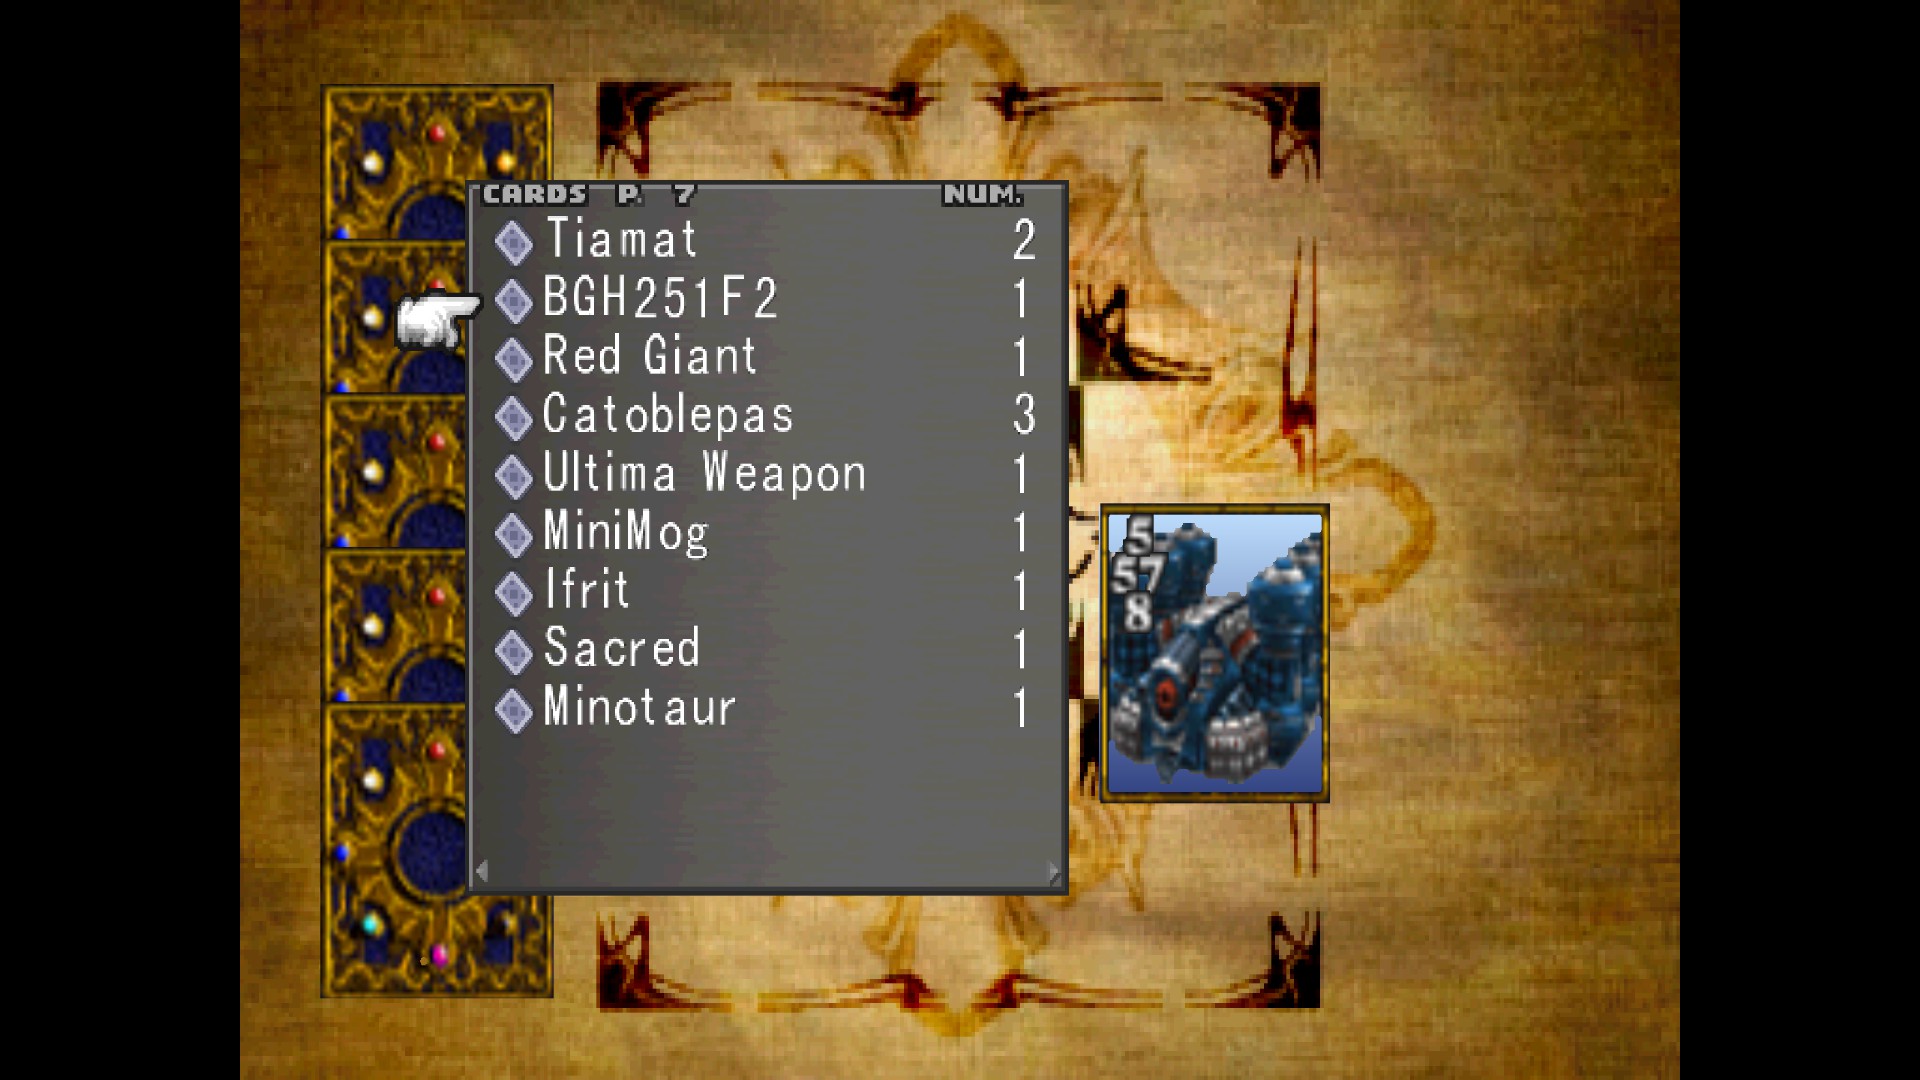 CARDS P. 7 NUM.
Tiamat 2
BGH251F2 1
Red Giant 1
Catoblepas 3
Ultima Weapon 1
MiniMog 1
Ifrit 1
Sacred 1
Minotaur 1
5
57
8